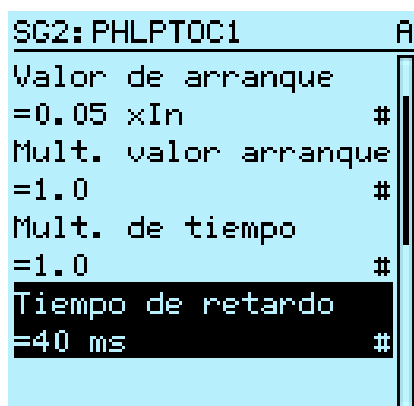 SG2: PHLPTOC1 A
Valor de arranque
=0.05 xIn #
Mult. valor arranque
=1.0 #
Mult. de tiempo
=1.0 #
Tiempo de retardo
=40 ms #